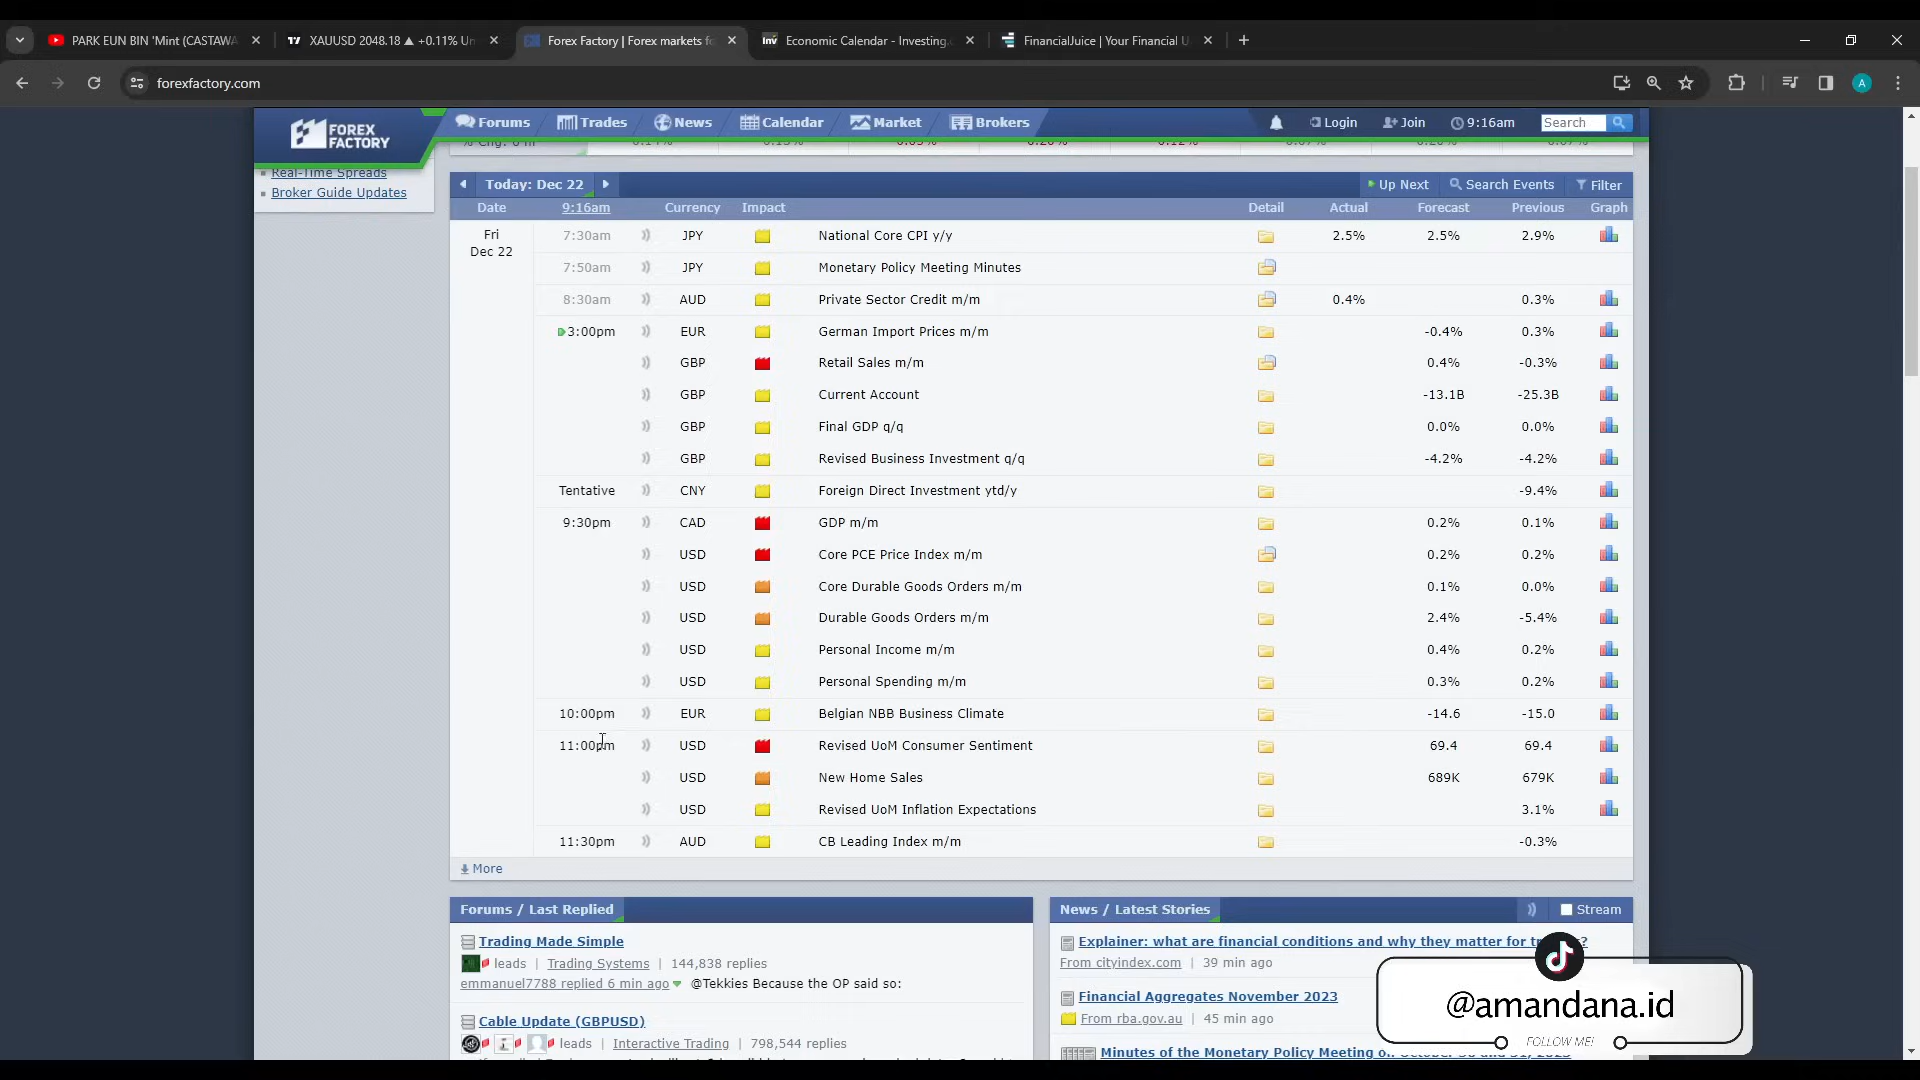 PARK EUN BIN 'Mint (CASTAWA
XAUUSD 2048.18 ▲ +0.11% Un
Forex Factory | Forex markets fo
Economic Calendar - Investing.
FinancialJuice | Your Financial
forexfactory.com
A
FOREX FACTORY
Forums
Trades
News
Calendar
Market
Brokers
Login
Join
9:16am
Search
Real-Time Spreads
Broker Guide Updates
Today: Dec 22
Up Next
Search Events
Filter
Date 9:16am Currency Impact Detail Actual Forecast Previous Graph
Fri
Dec 22
7:30am JPY National Core CPI y/y 2.5% 2.5% 2.9%
7:50am JPY Monetary Policy Meeting Minutes
8:30am AUD Private Sector Credit m/m 0.4% 0.3%
3:00pm EUR German Import Prices m/m -0.4% 0.3%
GBP Retail Sales m/m 0.4% -0.3%
GBP Current Account -13.1B -25.3B
GBP Final GDP q/q 0.0% 0.0%
GBP Revised Business Investment q/q -4.2% -4.2%
Tentative CNY Foreign Direct Investment ytd/y -9.4%
9:30pm CAD GDP m/m 0.2% 0.1%
USD Core PCE Price Index m/m 0.2% 0.2%
USD Core Durable Goods Orders m/m 0.1% 0.0%
USD Durable Goods Orders m/m 2.4% -5.4%
USD Personal Income m/m 0.4% 0.2%
USD Personal Spending m/m 0.3% 0.2%
10:00pm EUR Belgian NBB Business Climate -14.6 -15.0
11:00pm USD Revised UoM Consumer Sentiment 69.4 69.4
USD New Home Sales 689K 679K
USD Revised UoM Inflation Expectations 3.1%
11:30pm AUD CB Leading Index m/m -0.3%
More
Forums / Last Replied
Trading Made Simple
leads | Trading Systems | 144,838 replies
emmanuel7788 replied 6 min ago @Tekkies Because the OP said so:
Cable Update (GBPUSD)
leads | Interactive Trading | 798,544 replies
News / Latest Stories
Stream
Explainer: what are financial conditions and why they matter for
From cityindex.com | 39 min ago
Financial Aggregates November 2023
From rba.gov.au | 45 min ago
Minutes of the Monetary Policy Meeting on
@amandana.id
FOLLOW ME!